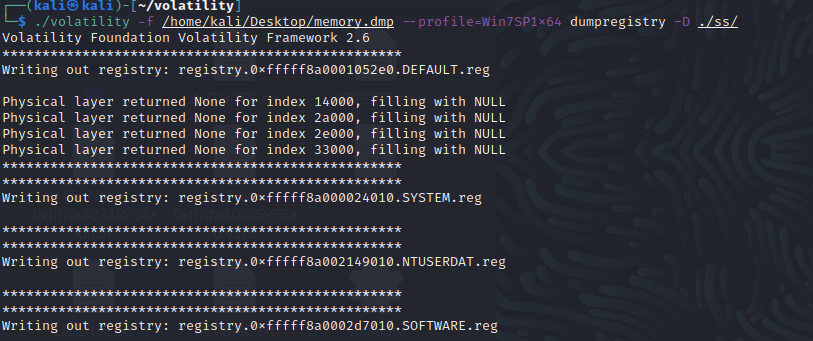 ┌──(kali㉿kali)-[~/volatility]
└─$ ./volatility -f /home/kali/Desktop/memory.dmp --profile=Win7SP1×64 dumpregistry -D ./ss/
Volatility Foundation Volatility Framework 2.6
**************************************************
Writing out registry: registry.0×fffff8a0001052e0.DEFAULT.reg
Physical layer returned None for index 14000, filling with NULL
Physical layer returned None for index 2a000, filling with NULL
Physical layer returned None for index 2e000, filling with NULL
Physical layer returned None for index 33000, filling with NULL
**************************************************
**************************************************
Writing out registry: registry.0×fffff8a000024010.SYSTEM.reg
**************************************************
**************************************************
Writing out registry: registry.0×fffff8a002149010.NTUSERDAT.reg
**************************************************
**************************************************
Writing out registry: registry.0×fffff8a0002d7010.SOFTWARE.reg